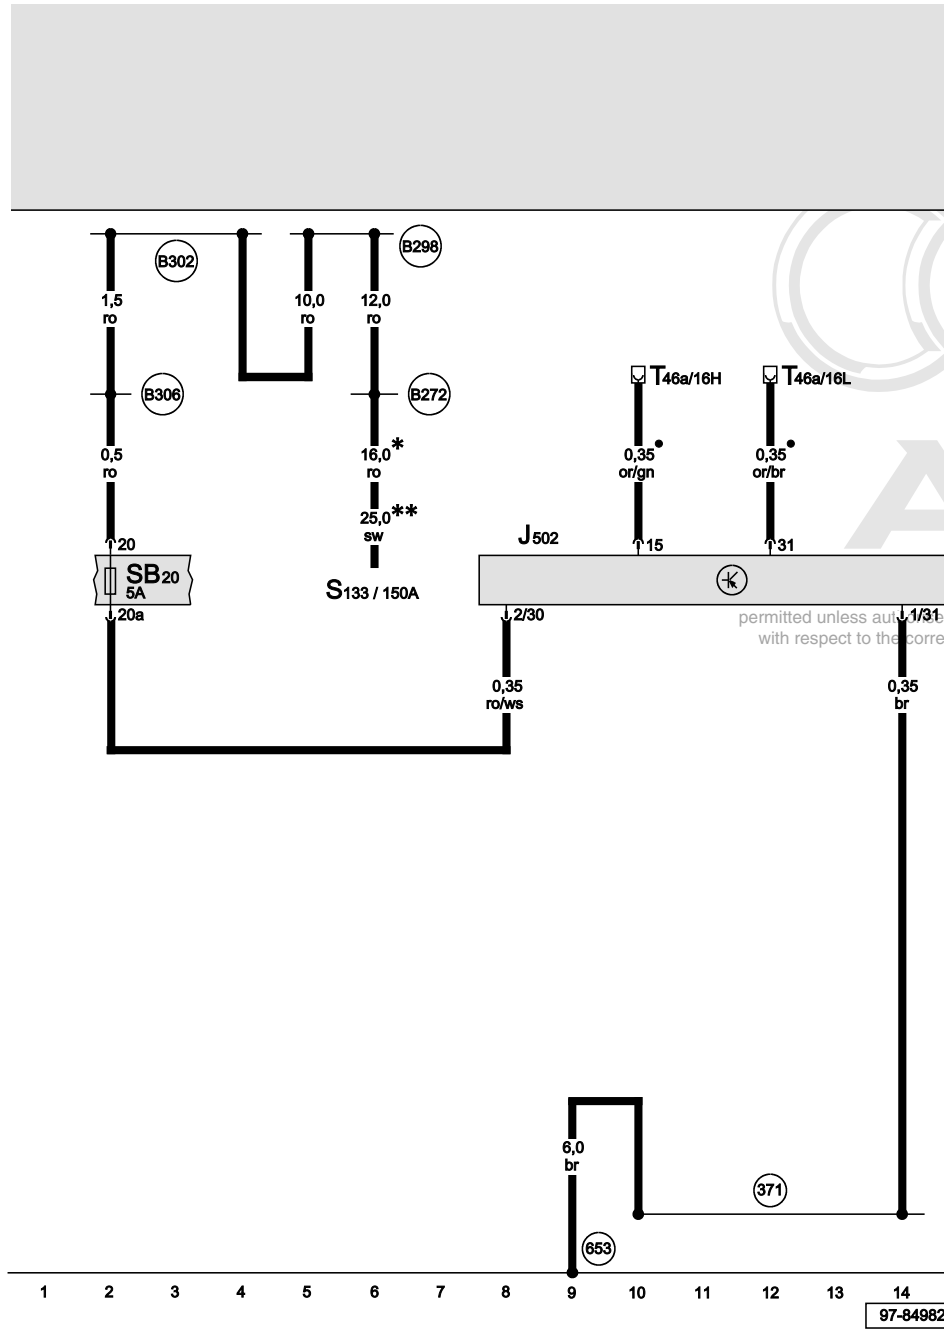 B302
B298
1,5
ro
10,0
ro
12,0
ro
B306
B272
T46a/16H
T46a/16L
0,5
ro
16,0*
ro
0,35•
or/gn
0,35•
or/br
25,0**
sw
J502
20
15
31
SB20
5A
S133 / 150A
20a
2/30
1/31
permitted unless
with respect to the
0,35
ro/ws
0,35
br
6,0
br
371
653
1 2 3 4 5 6 7 8 9 10 11 12 13 14
97-84982